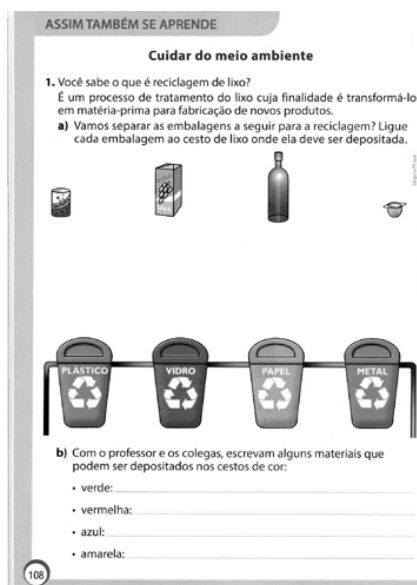 ASSIM TAMBÉM SE APRENDE
Cuidar do meio ambiente
1. Você sabe o que é reciclagem de lixo?
É um processo de tratamento do lixo cuja finalidade é transformá-lo
em matéria-prima para fabricação de novos produtos.
a) Vamos separar as embalagens a seguir para a reciclagem? Ligue
cada embalagem ao cesto de lixo onde ela deve ser depositada.
PLÁSTICO VIDRO PAPEL METAL
b) Com o professor e os colegas, escrevam alguns materiais que
podem ser depositados nos cestos de cor:
• verde:
• vermelha:
• azul:
• amarela:
108